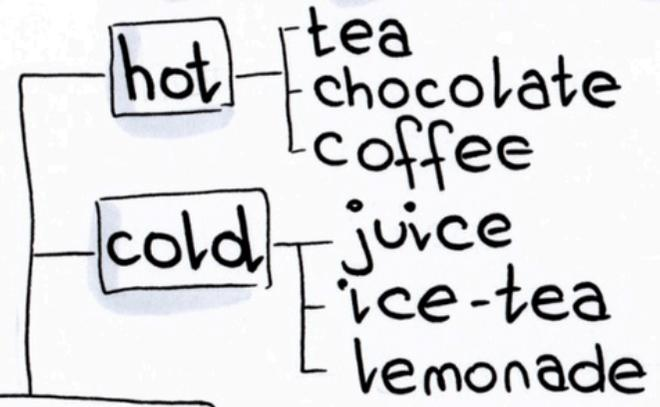 hot
tea
chocolate
coffee
cold
juice
ice-tea
lemonade